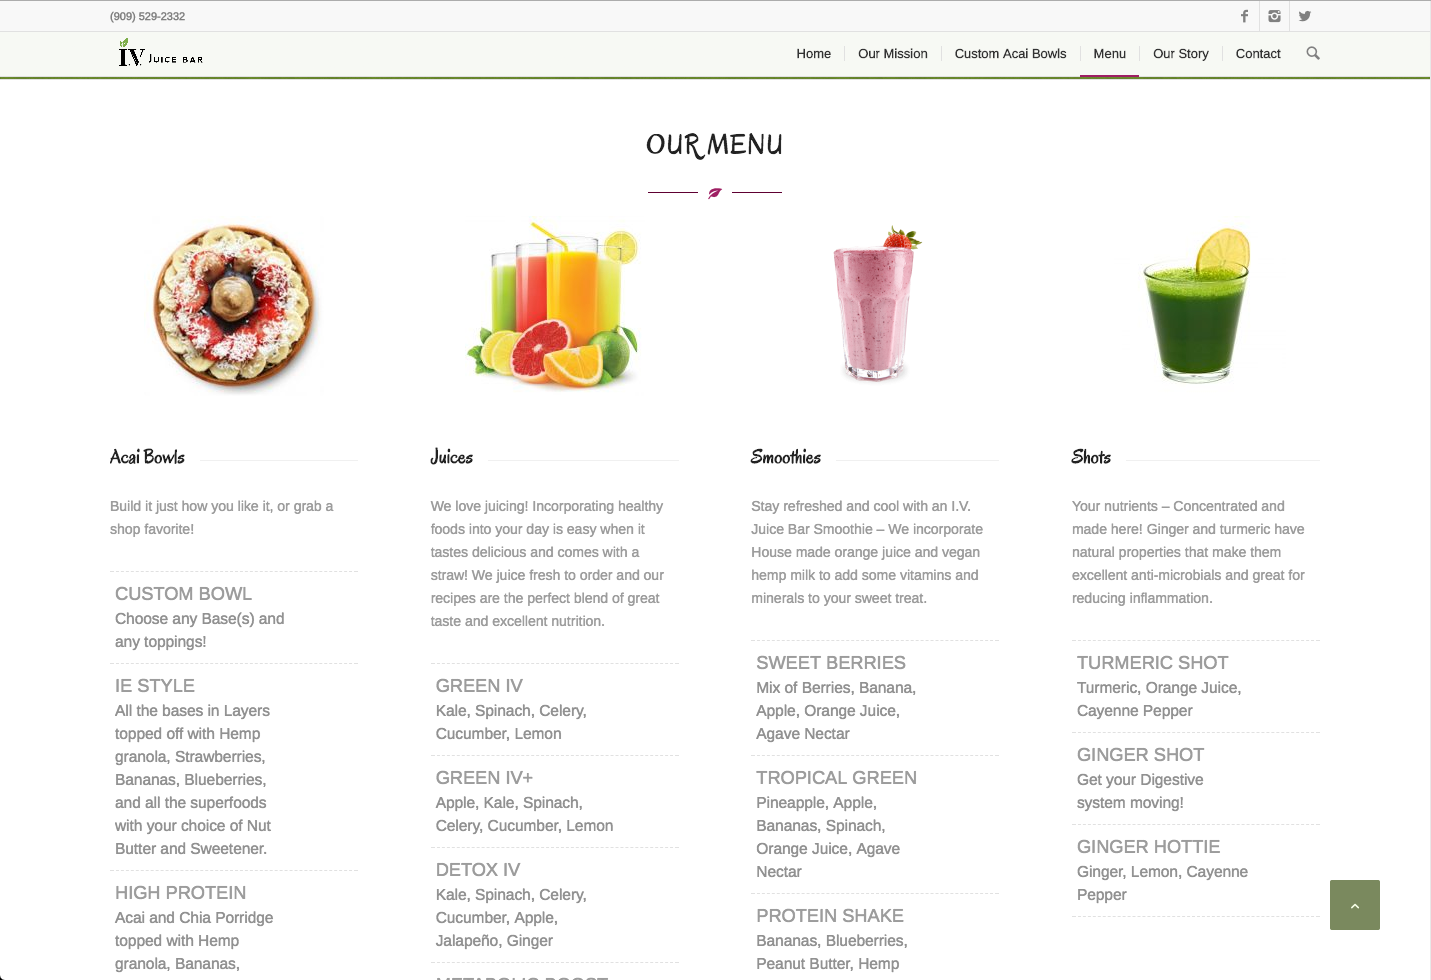 (909) 529-2332
IV JUICE BAR
Home
Our Mission
Custom Acai Bowls
Menu
Our Story
Contact
OUR MENU
Acai Bowls
Build it just how you like it, or grab a
shop favorite!
CUSTOM BOWL
Choose any Base(s) and
any toppings!
IE STYLE
All the bases in Layers
topped off with Hemp
granola, Strawberries,
Bananas, Blueberries,
and all the superfoods
with your choice of Nut
Butter and Sweetener.
HIGH PROTEIN
Acai and Chia Porridge
topped with Hemp
granola, Bananas,
Juices
We love juicing! Incorporating healthy
foods into your day is easy when it
tastes delicious and comes with a
straw! We juice fresh to order and our
recipes are the perfect blend of great
taste and excellent nutrition.
GREEN IV
Kale, Spinach, Celery,
Cucumber, Lemon
GREEN IV+
Apple, Kale, Spinach,
Celery, Cucumber, Lemon
DETOX IV
Kale, Spinach, Celery,
Cucumber, Apple,
Jalapeño, Ginger
METABOLIC BOOST
Smoothies
Stay refreshed and cool with an I.V.
Juice Bar Smoothie – We incorporate
House made orange juice and vegan
hemp milk to add some vitamins and
minerals to your sweet treat.
SWEET BERRIES
Mix of Berries, Banana,
Apple, Orange Juice,
Agave Nectar
TROPICAL GREEN
Pineapple, Apple,
Bananas, Spinach,
Orange Juice, Agave
Nectar
PROTEIN SHAKE
Bananas, Blueberries,
Peanut Butter, Hemp
Shots
Your nutrients – Concentrated and
made here! Ginger and turmeric have
natural properties that make them
excellent anti-microbials and great for
reducing inflammation.
TURMERIC SHOT
Turmeric, Orange Juice,
Cayenne Pepper
GINGER SHOT
Get your Digestive
system moving!
GINGER HOTTIE
Ginger, Lemon, Cayenne
Pepper